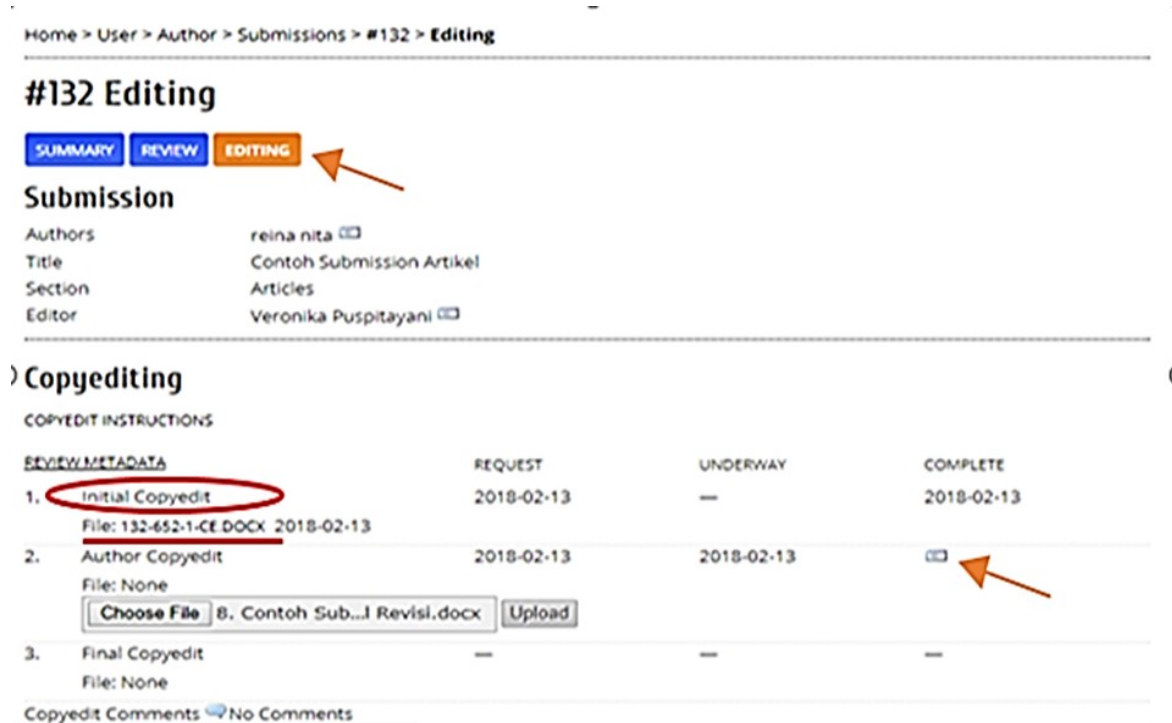 Home > User > Author > Submissions > #132 > Editing
#132 Editing
SUMMARY REVIEW EDITING
Submission
Authors reina nita
Title Contoh Submission Artikel
Section Articles
Editor Veronika Puspitayani
Copyediting
COPYEDIT INSTRUCTIONS
REVIEW METADATA REQUEST UNDERWAY COMPLETE
1. Initial Copyedit 2018-02-13 — 2018-02-13
File: 132-652-1-CE.DOCX 2018-02-13
2. Author Copyedit 2018-02-13 2018-02-13
File: None
Choose File 8. Contoh Sub...l Revisi.docx Upload
3. Final Copyedit — — —
File: None
Copyedit Comments No Comments